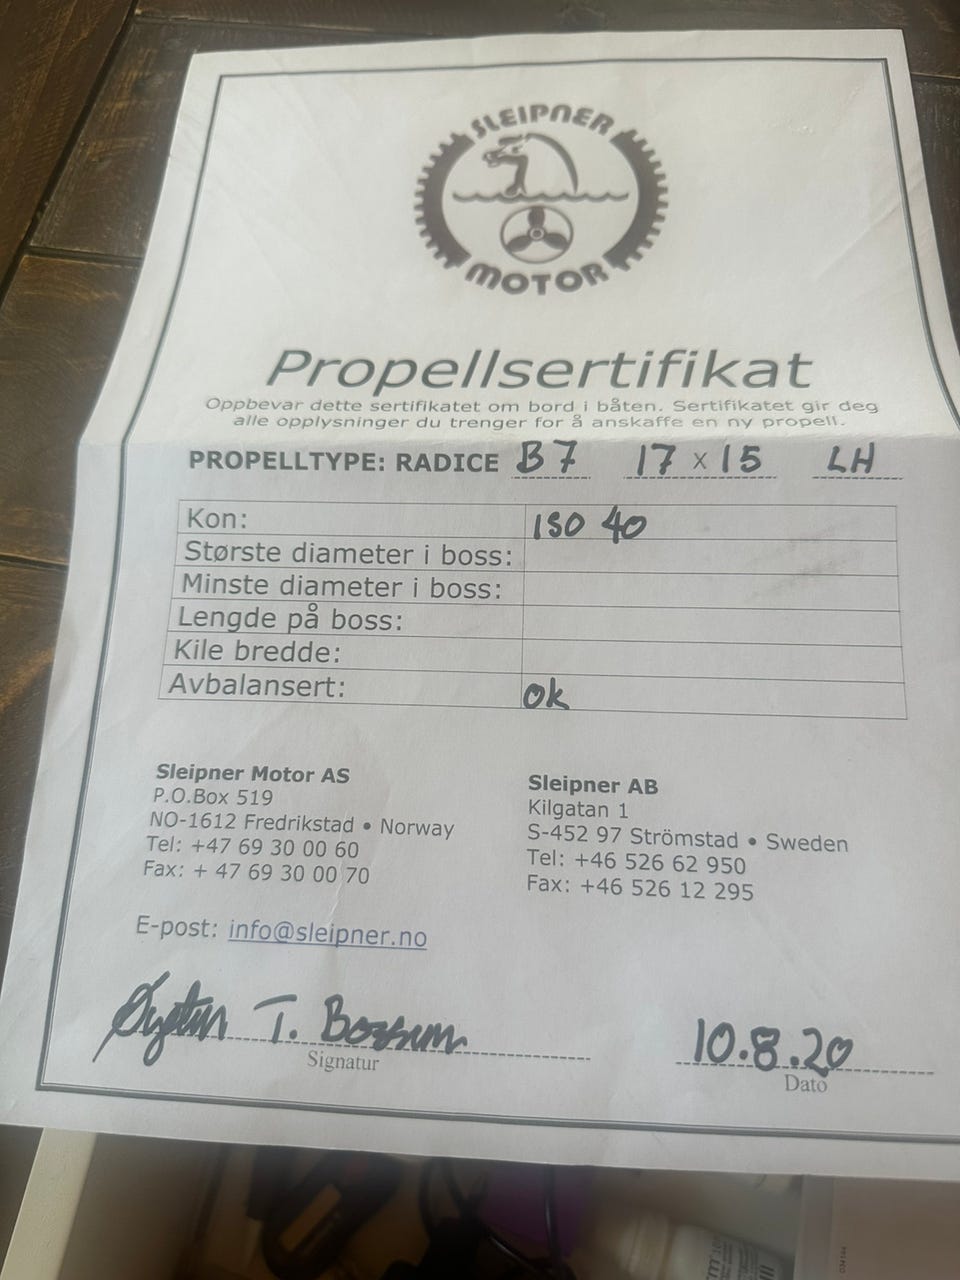 SLEIPNER
MOTOR
Propellsertifikat
Oppbevar dette sertifikatet om bord i båten. Sertifikatet gir deg
alle opplysninger du trenger for å anskaffe en ny propell.
PROPELLTYPE: RADICE B7 17 x 15 LH
Kon: ISO 40
Største diameter i boss:
Minste diameter i boss:
Lengde på boss:
Kile bredde:
Avbalansert: ok
Sleipner Motor AS
P.O.Box 519
NO-1612 Fredrikstad • Norway
Tel: +47 69 30 00 60
Fax: + 47 69 30 00 70
Sleipner AB
Kilgatan 1
S-452 97 Strömstad • Sweden
Tel: +46 526 62 950
Fax: +46 526 12 295
E-post: info@sleipner.no
T.
Signatur
10.8.20
Dato